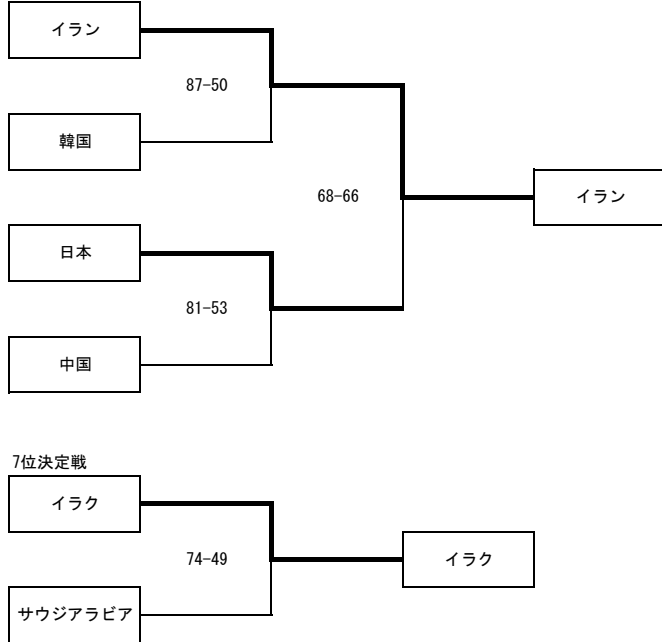 イラン
87-50
韓国
68-66
イラン
日本
81-53
中国
7位決定戦
イラク
74-49
イラク
サウジアラビア